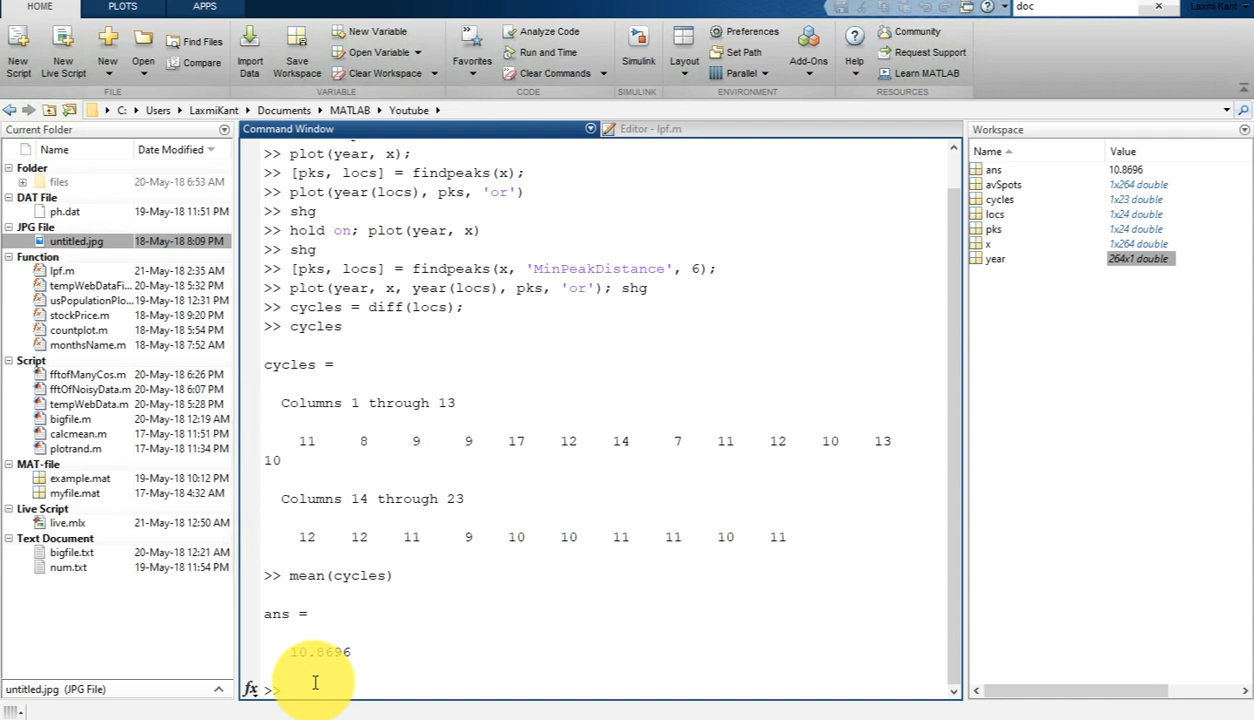 HOME PLOTS APPS doc Laxmi Kant
New Script
New Live Script
New
Open
Find Files
Compare
Import Data
Save Workspace
New Variable
Open Variable
Clear Workspace
Favorites
Analyze Code
Run and Time
Clear Commands
Simulink
Layout
Preferences
Set Path
Parallel
Add-Ons
Help
Community
Request Support
Learn MATLAB
FILE VARIABLE CODE SIMULINK ENVIRONMENT RESOURCES
C: Users LaxmiKant Documents MATLAB Youtube
Current Folder
Name Date Modified
Folder
files 20-May-18 6:53 AM
DAT File
ph.dat 19-May-18 11:51 PM
JPG File
untitled.jpg 18-May-18 8:09 PM
Function
lpf.m 21-May-18 2:35 AM
tempWebDataFi... 20-May-18 5:32 PM
usPopulationPlo... 19-May-18 12:31 PM
stockPrice.m 18-May-18 9:20 PM
countplot.m 18-May-18 5:54 PM
monthsName.m 18-May-18 7:52 AM
Script
fftofManyCos.m 20-May-18 6:26 PM
fftOfNoisyData.m 20-May-18 6:07 PM
tempWebData.m 20-May-18 5:28 PM
bigfile.m 20-May-18 12:19 AM
calcmean.m 17-May-18 11:51 PM
plotrand.m 17-May-18 11:34 PM
MAT-file
example.mat 19-May-18 10:12 PM
myfile.mat 17-May-18 4:32 AM
Live Script
live.mlx 21-May-18 12:50 AM
Text Document
bigfile.txt 20-May-18 12:21 AM
num.txt 19-May-18 11:54 PM
untitled.jpg (JPG File)
Command Window Editor - lpf.m
>> plot(year, x);
>> [pks, locs] = findpeaks(x);
>> plot(year(locs), pks, 'or')
>> shg
>> hold on; plot(year, x)
>> shg
>> [pks, locs] = findpeaks(x, 'MinPeakDistance', 6);
>> plot(year, x, year(locs), pks, 'or'); shg
>> cycles = diff(locs);
>> cycles
cycles =
Columns 1 through 13
11 8 9 9 17 12 14 7 11 12 10 13
10
Columns 14 through 23
12 12 11 9 10 10 11 11 10 11
>> mean(cycles)
ans =
10.8696
fx >>
Workspace
Name Value
ans 10.8696
avSpots 1x264 double
cycles 1x23 double
locs 1x24 double
pks 1x24 double
x 1x264 double
year 264x1 double